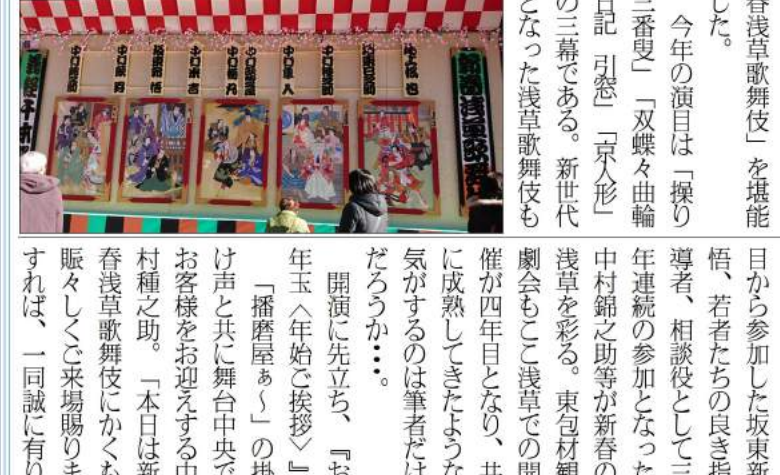 春浅草歌舞伎」を堪能
した。
今年の演目は「操り
三番叟」「双蝶々曲輪
日記 引窓」「京人形」
の三幕である。新世代
となった浅草歌舞伎も
目から参加した坂東新
悟、若者たちの良き指
導者、相談役として三
年連続の参加となった
中村錦之助等が新春の
浅草を彩る。東包材観
劇会もここ浅草での開
催が四年目となり、共
に成熟してきたような
気がするのは筆者だけ
だろうか・・・。
開演に先立ち、『お
年玉〈年始ご挨拶〉』
「播磨屋ぁ〜」の掛
け声と共に舞台中央で
お客様をお迎えする中
村種之助。「本日は新
春浅草歌舞伎にかくも
賑々しくご来場賜りま
すれば、一同誠に有り
新春浅草歌舞